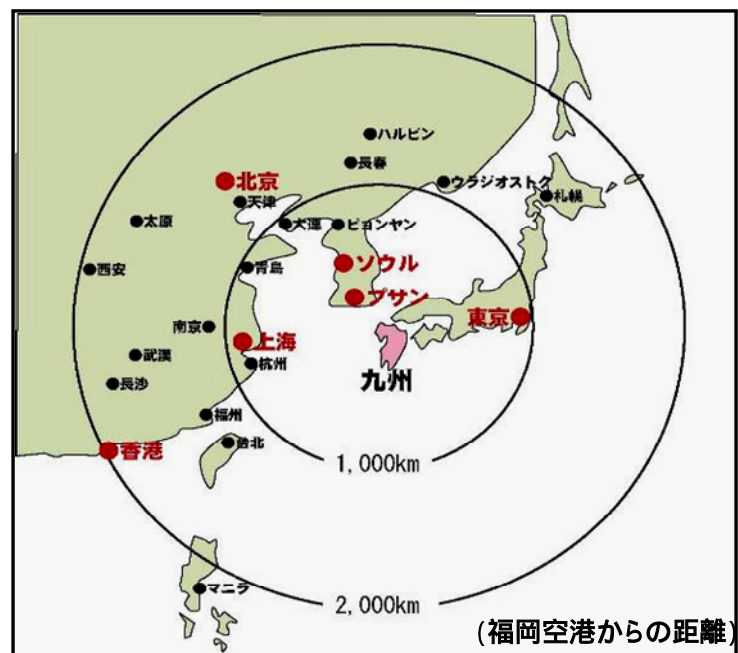 ハルビン
長春
北京
ウラジオストク
天津
札幌
太原
大連
ピョンヤン
ソウル
西安
青島
プサン
東京
南京
上海
武漢
杭州
九州
長沙
福州
台北
香港
1,000km
マニラ
2,000km
(福岡空港からの距離)